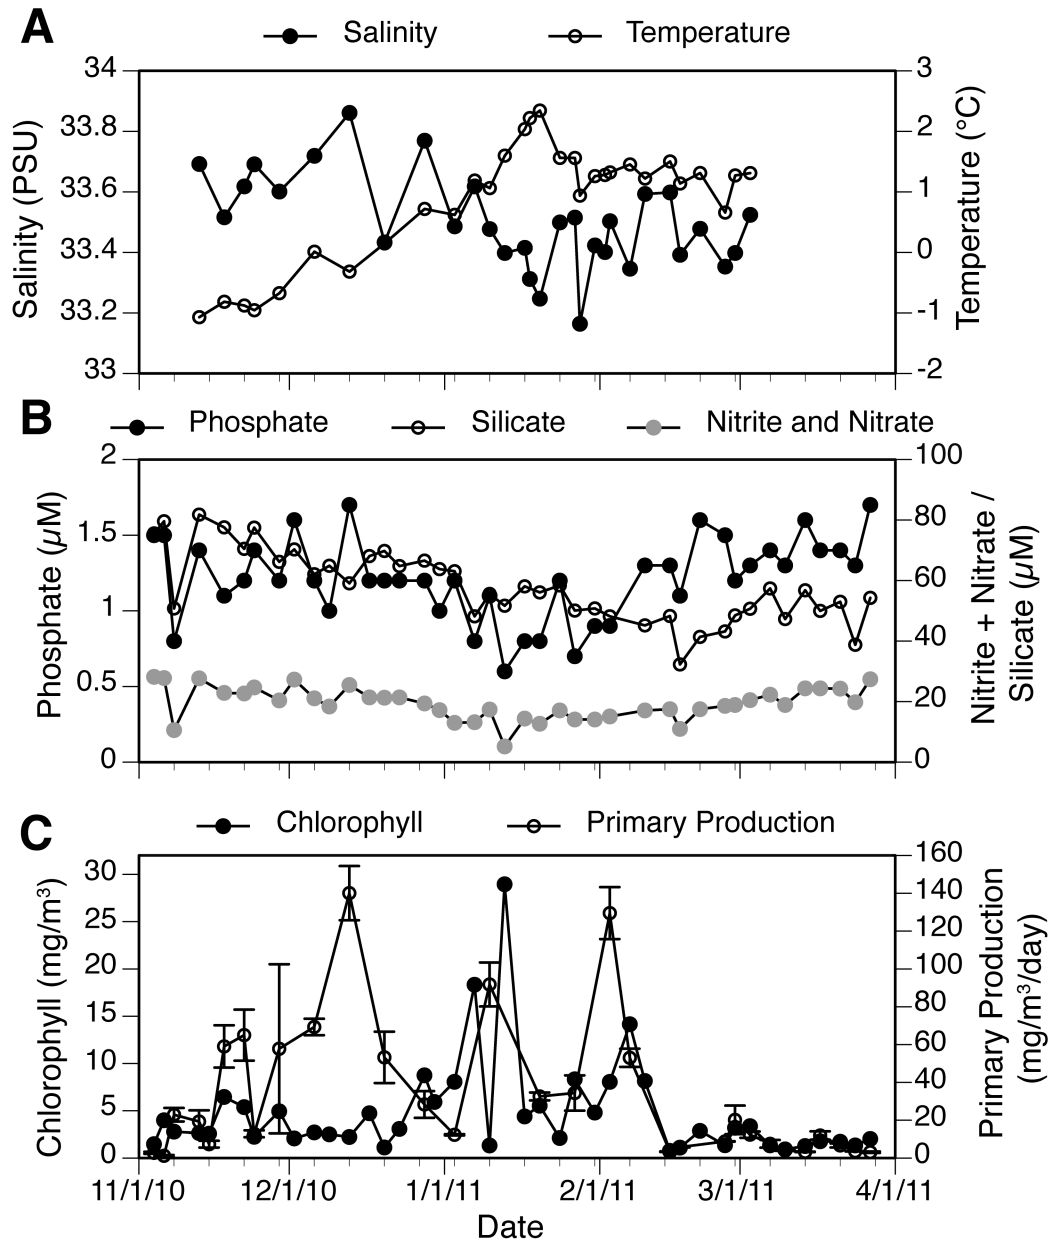 A
Salinity Temperature
34 3
33.8 2
33.6 1
33.4 0
33.2 -1
33 -2
Salinity (PSU)
Temperature (°C)
B
Phosphate Silicate Nitrite and Nitrate
2 100
1.5 80
1 60
0.5 40
0 20
0
Phosphate (µM)
Nitrite + Nitrate /
Silicate (µM)
C
Chlorophyll Primary Production
30 160
25 140
20 120
15 100
10 80
5 60
0 40
20
0
Chlorophyll (mg/m³)
Primary Production
(mg/m³/day)
11/1/10 12/1/10 1/1/11 2/1/11 3/1/11 4/1/11
Date